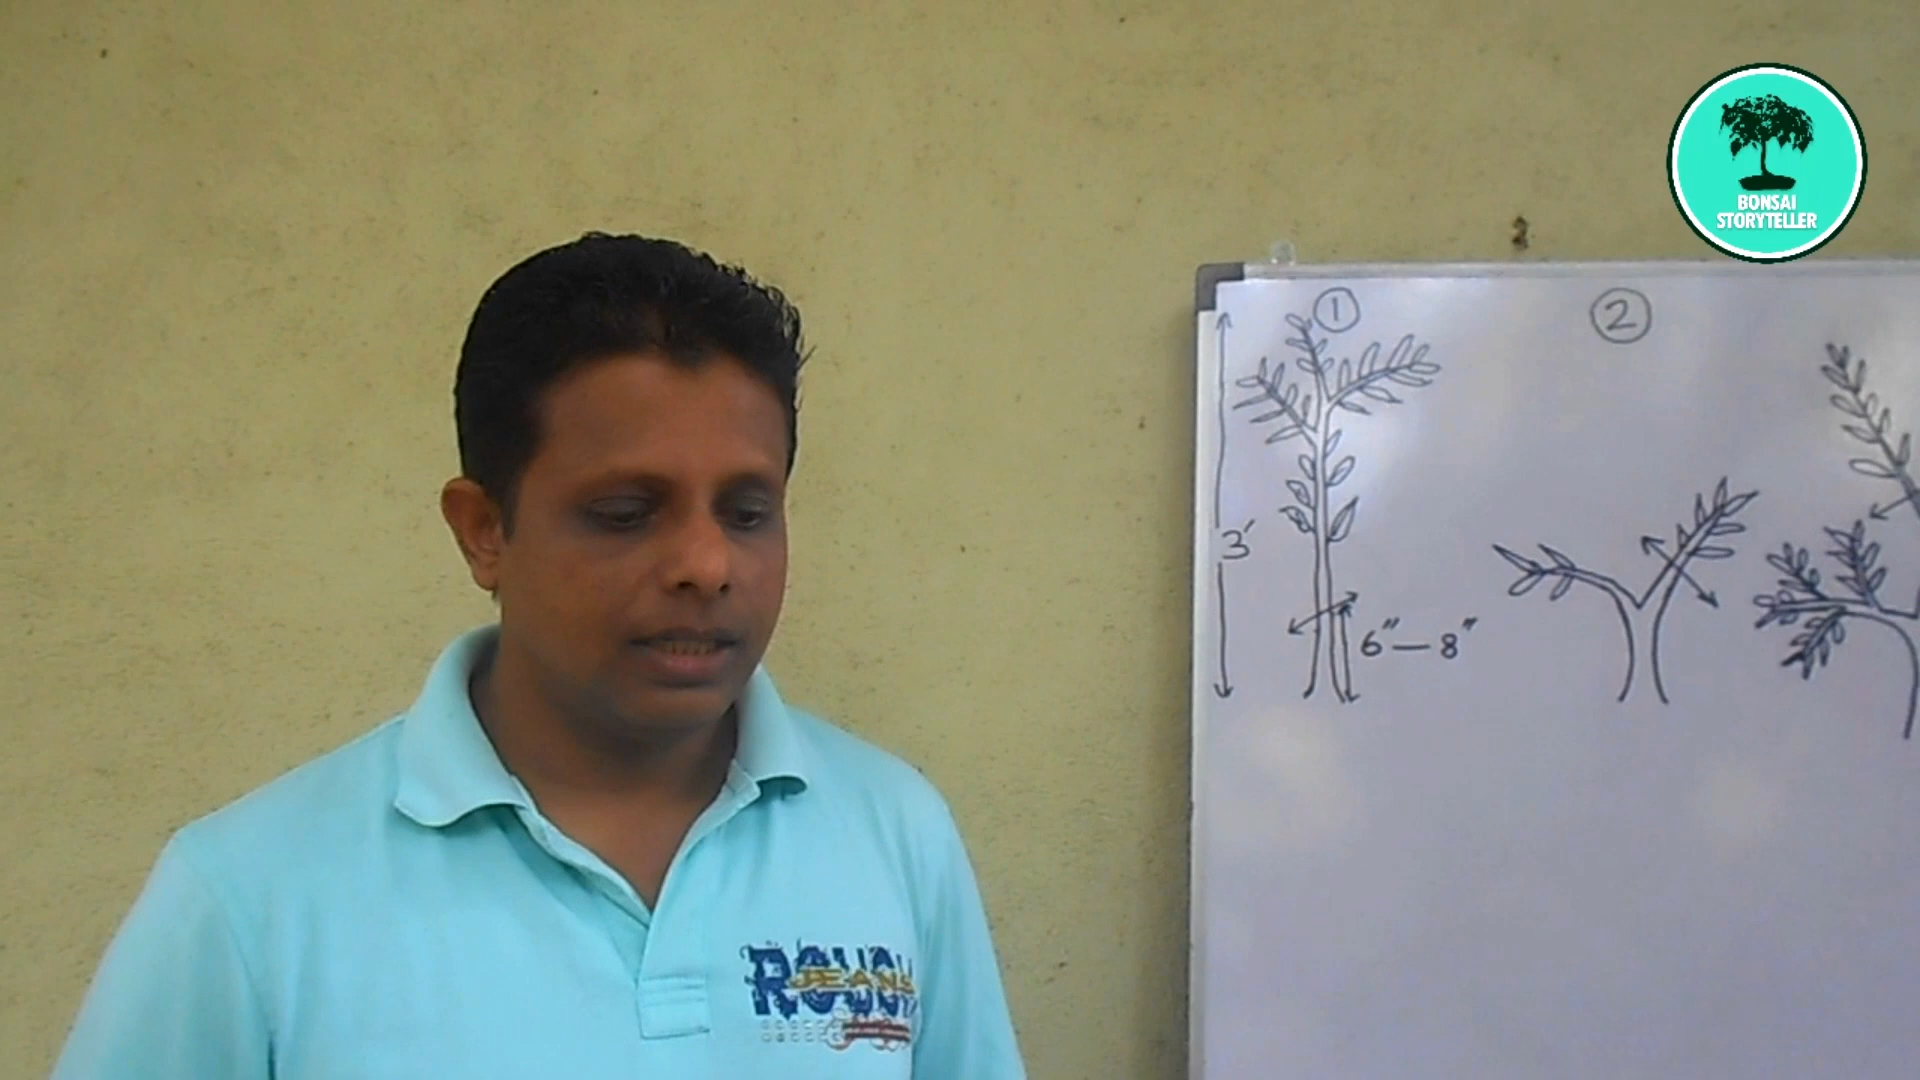 BONSAI
STORYTELLER
1
2
3'
6" — 8"
ROUGH
JEANS